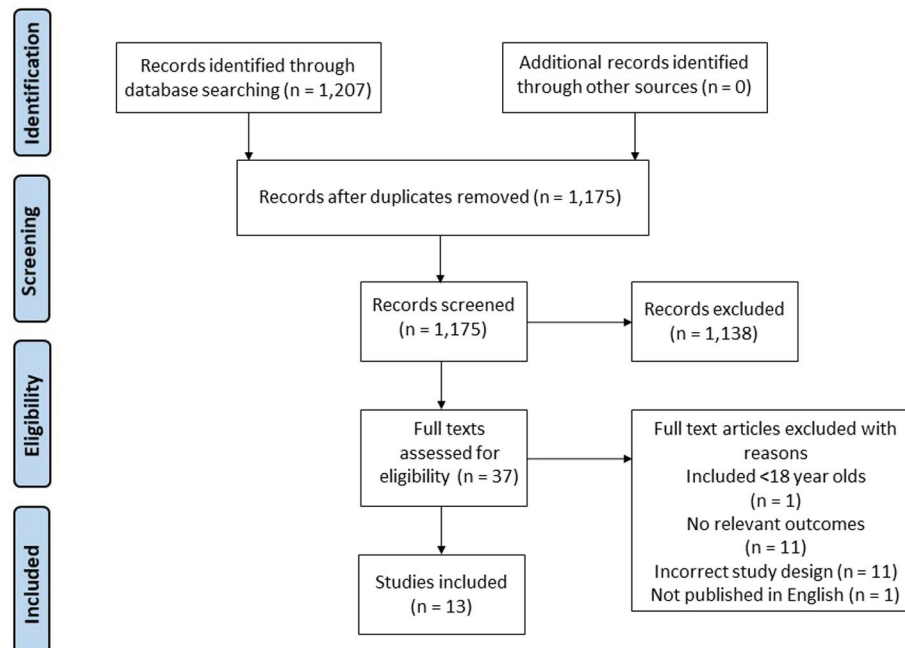 Identification
Records identified through
database searching (n = 1,207)
Additional records identified
through other sources (n = 0)
Records after duplicates removed (n = 1,175)
Screening
Records screened
(n = 1,175)
Records excluded
(n = 1,138)
Eligibility
Full texts
assessed for
eligibility (n = 37)
Full text articles excluded with
reasons
Included <18 year olds
(n = 1)
No relevant outcomes
(n = 11)
Incorrect study design (n = 11)
Not published in English (n = 1)
Included
Studies included
(n = 13)